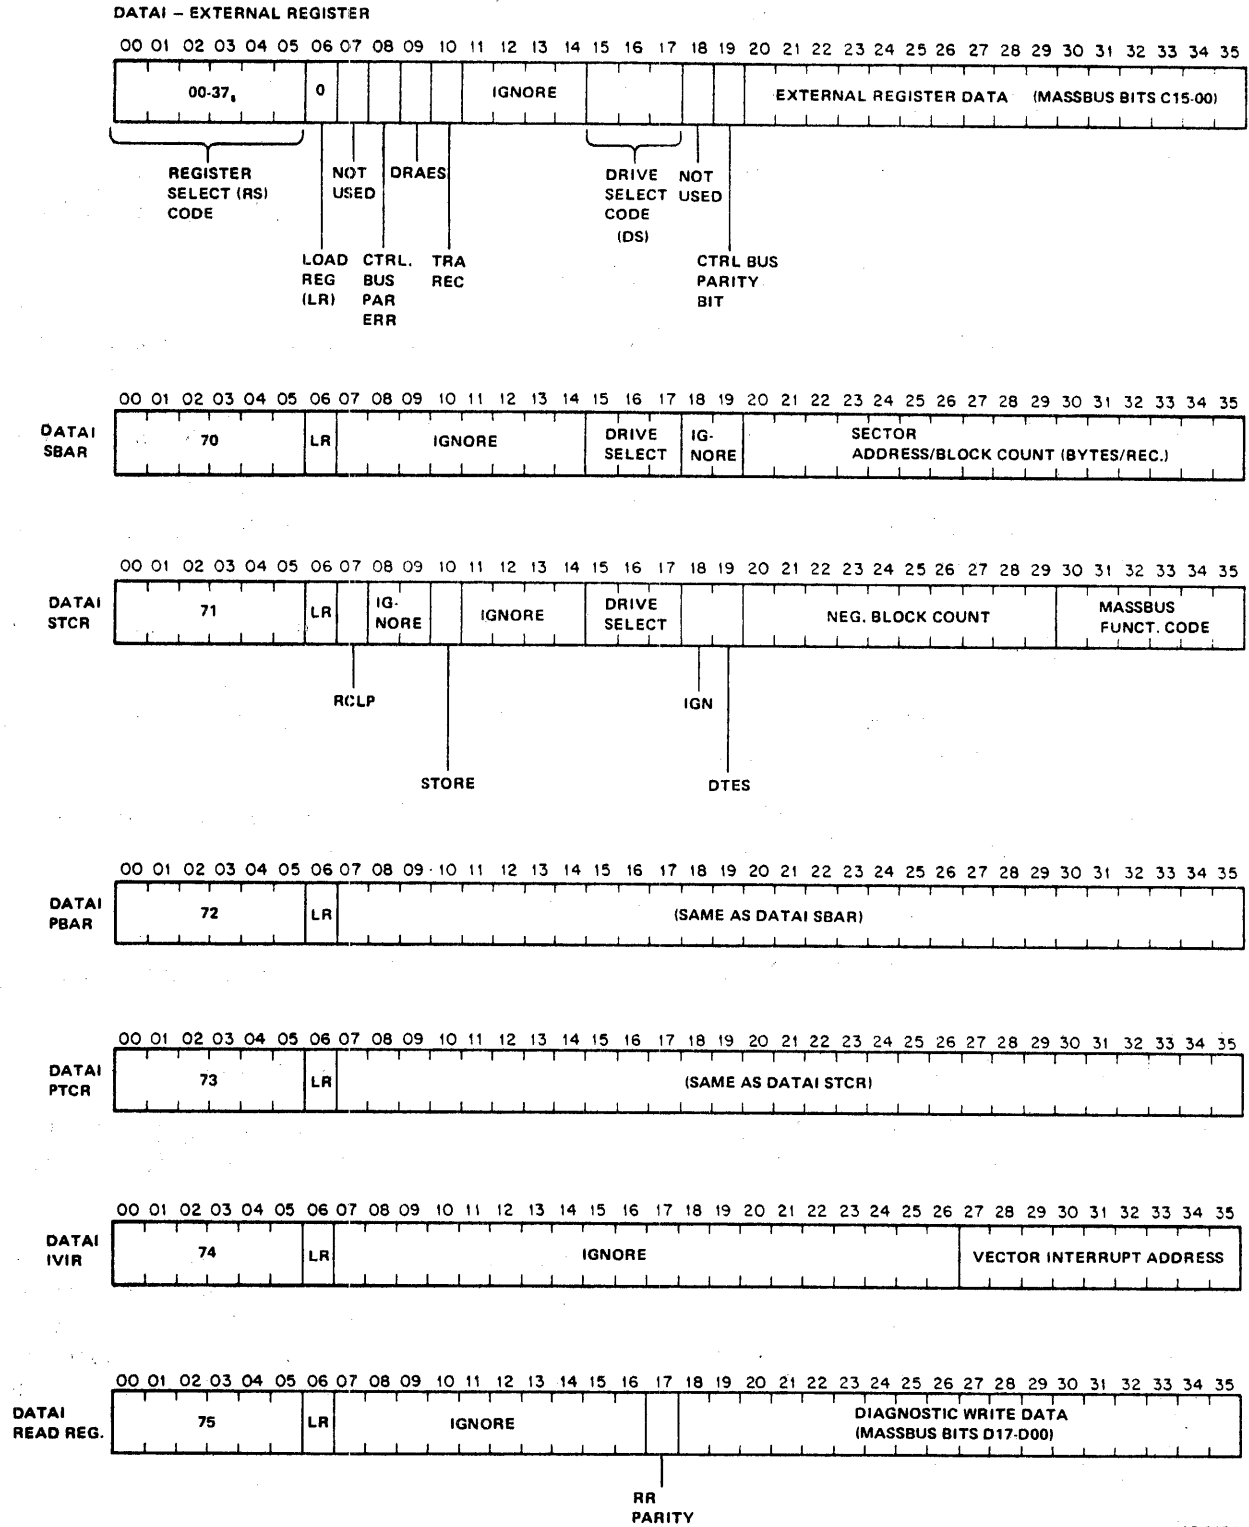 DATAI – EXTERNAL REGISTER
00 01 02 03 04 05 06 07 08 09 10 11 12 13 14 15 16 17 18 19 20 21 22 23 24 25 26 27 28 29 30 31 32 33 34 35
00-37₈ 0 IGNORE EXTERNAL REGISTER DATA (MASSBUS BITS C15-00)
REGISTER SELECT (RS) CODE
NOT USED
DRAES
DRIVE SELECT CODE (DS)
NOT USED
LOAD REG (LR)
CTRL. BUS PAR ERR
TRA REC
CTRL BUS PARITY BIT
00 01 02 03 04 05 06 07 08 09 10 11 12 13 14 15 16 17 18 19 20 21 22 23 24 25 26 27 28 29 30 31 32 33 34 35
DATAI SBAR
70 LR IGNORE DRIVE SELECT IG-NORE SECTOR ADDRESS/BLOCK COUNT (BYTES/REC.)
00 01 02 03 04 05 06 07 08 09 10 11 12 13 14 15 16 17 18 19 20 21 22 23 24 25 26 27 28 29 30 31 32 33 34 35
DATAI STCR
71 LR IG-NORE IGNORE DRIVE SELECT NEG. BLOCK COUNT MASSBUS FUNCT. CODE
RCLP
IGN
STORE
DTES
00 01 02 03 04 05 06 07 08 09 10 11 12 13 14 15 16 17 18 19 20 21 22 23 24 25 26 27 28 29 30 31 32 33 34 35
DATAI PBAR
72 LR (SAME AS DATAI SBAR)
00 01 02 03 04 05 06 07 08 09 10 11 12 13 14 15 16 17 18 19 20 21 22 23 24 25 26 27 28 29 30 31 32 33 34 35
DATAI PTCR
73 LR (SAME AS DATAI STCR)
00 01 02 03 04 05 06 07 08 09 10 11 12 13 14 15 16 17 18 19 20 21 22 23 24 25 26 27 28 29 30 31 32 33 34 35
DATAI IVIR
74 LR IGNORE VECTOR INTERRUPT ADDRESS
00 01 02 03 04 05 06 07 08 09 10 11 12 13 14 15 16 17 18 19 20 21 22 23 24 25 26 27 28 29 30 31 32 33 34 35
DATAI READ REG.
75 LR IGNORE DIAGNOSTIC WRITE DATA (MASSBUS BITS D17-D00)
RR PARITY